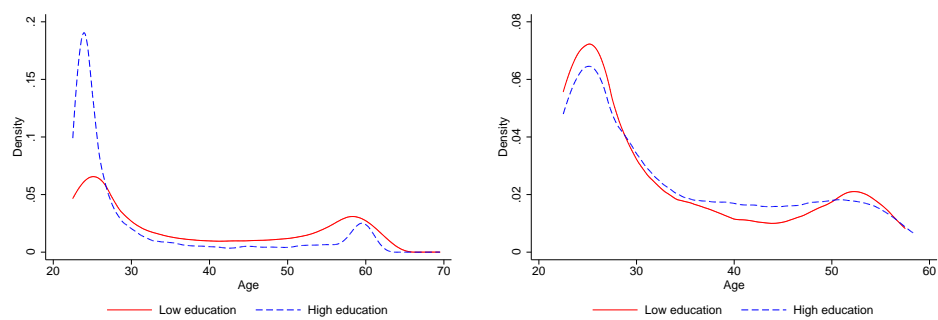 .2
.15
.1
.05
0
Density
20 30 40 50 60 70
Age
Low education High education
.08
.06
.04
.02
0
Density
20 30 40 50 60
Age
Low education High education